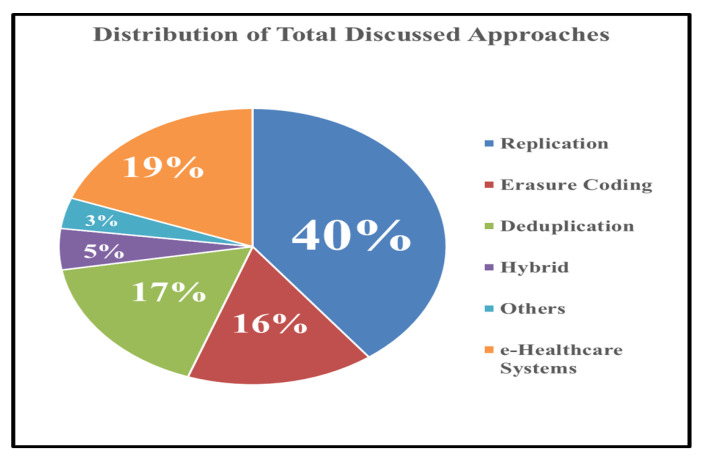 Distribution of Total Discussed Approaches
19%
3%
5%
17%
16%
40%
Replication
Erasure Coding
Deduplication
Hybrid
Others
e-Healthcare
Systems